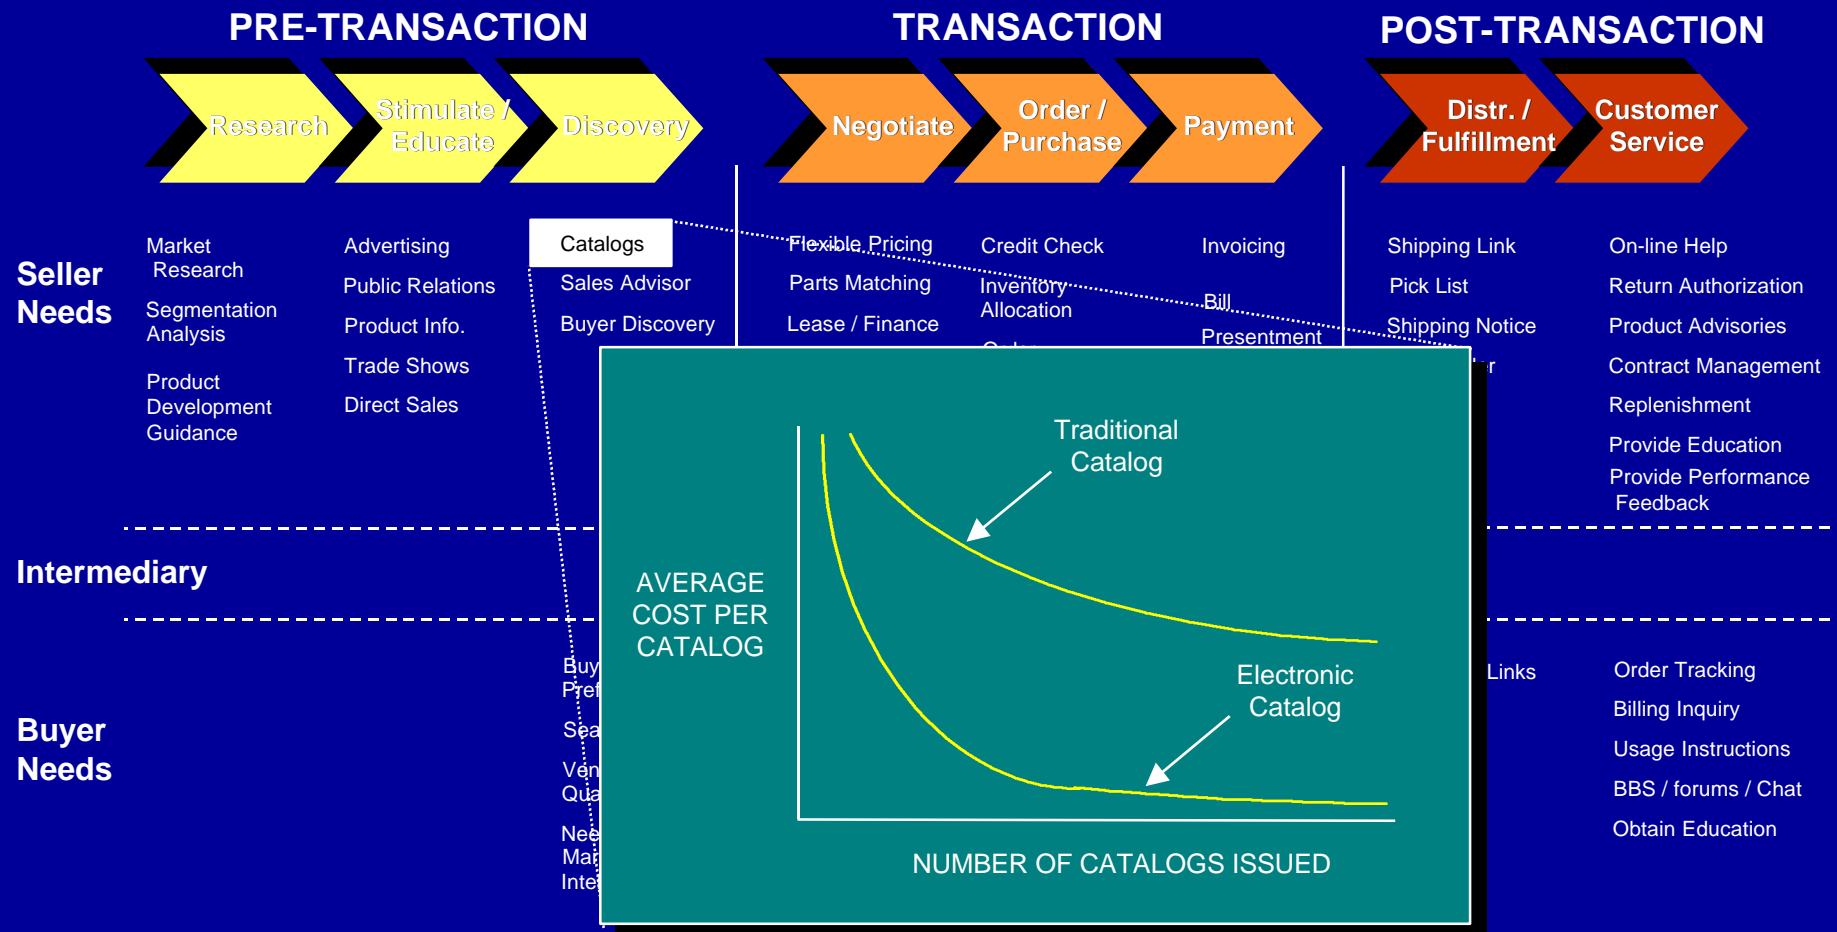 PRE-TRANSACTION
TRANSACTION
POST-TRANSACTION
Research
Stimulate /
Educate
Discovery
Negotiate
Order /
Purchase
Payment
Distr. /
Fulfillment
Customer
Service
Seller
Needs
Market
Research
Segmentation
Analysis
Product
Development
Guidance
Advertising
Public Relations
Product Info.
Trade Shows
Direct Sales
Catalogs
Sales Advisor
Buyer Discovery
Flexible Pricing
Parts Matching
Lease / Finance
Credit Check
Inventory
Allocation
Invoicing
Bill
Presentment
Shipping Link
Pick List
Shipping Notice
On-line Help
Return Authorization
Product Advisories
Contract Management
Replenishment
Provide Education
Provide Performance
Feedback
Intermediary
Buyer
Needs
Links
Order Tracking
Billing Inquiry
Usage Instructions
BBS / forums / Chat
Obtain Education
Traditional
Catalog
AVERAGE
COST PER
CATALOG
Electronic
Catalog
NUMBER OF CATALOGS ISSUED